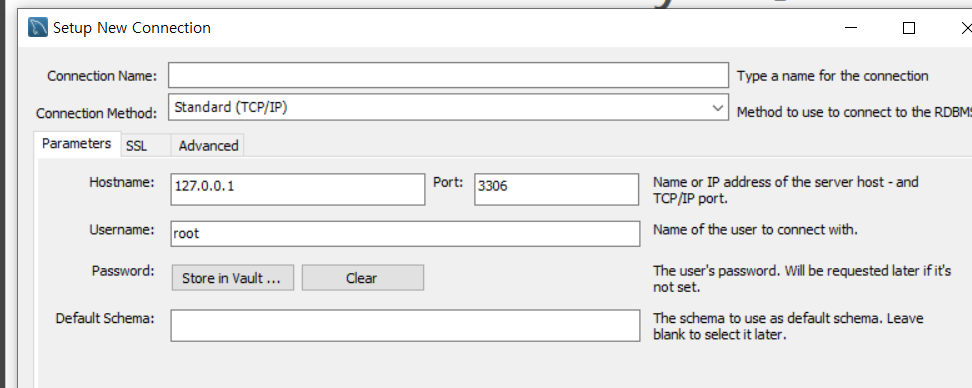 Setup New Connection
Connection Name:
Type a name for the connection
Connection Method: Standard (TCP/IP)
Method to use to connect to the RDBMS
Parameters SSL Advanced
Hostname: 127.0.0.1 Port: 3306
Name or IP address of the server host - and
TCP/IP port.
Username: root
Name of the user to connect with.
Password: Store in Vault ... Clear
The user's password. Will be requested later if it's
not set.
Default Schema:
The schema to use as default schema. Leave
blank to select it later.